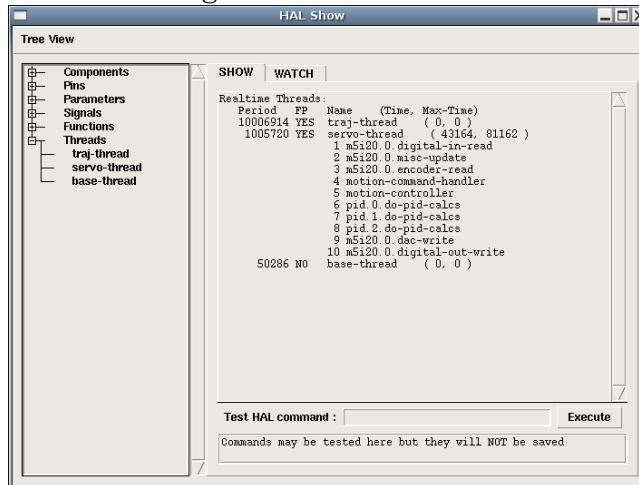 HAL Show
Tree View
Components
Pins
Parameters
Signals
Functions
Threads
traj-thread
servo-thread
base-thread
SHOW WATCH
Realtime Threads:
Period FP Name (Time, Max-Time)
10006914 YES traj-thread ( 0, 0 )
1005720 YES servo-thread ( 43164, 81162 )
1 m5i20.0.digital-in-read
2 m5i20.0.misc-update
3 m5i20.0.encoder-read
4 motion-command-handler
5 motion-controller
6 pid.0.do-pid-calcs
7 pid.1.do-pid-calcs
8 pid.2.do-pid-calcs
9 m5i20.0.dac-write
10 m5i20.0.digital-out-write
50286 NO base-thread ( 0, 0 )
Test HAL command :
Execute
Commands may be tested here but they will NOT be saved